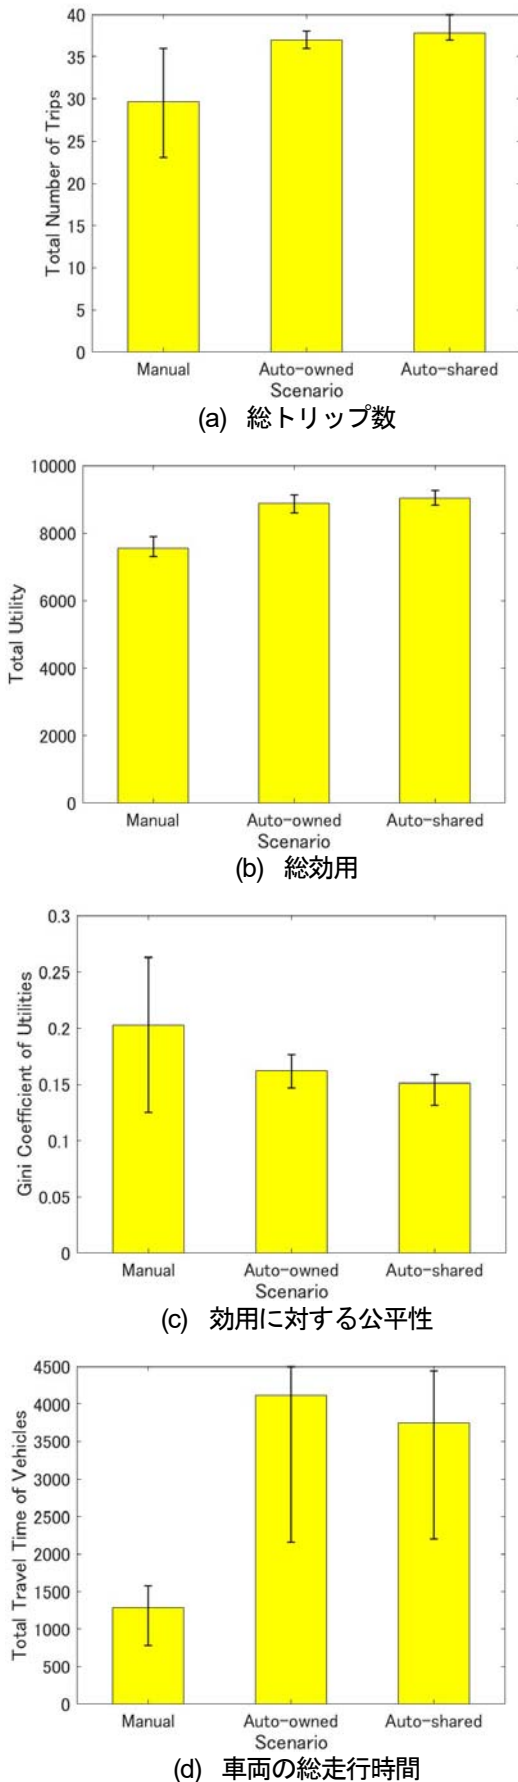 40
35
30
25
20
15
10
5
0
Total Number of Trips
Manual Auto-owned Auto-shared
Scenario
(a) 総トリップ数
10000
8000
6000
4000
2000
0
Total Utility
Manual Auto-owned Auto-shared
Scenario
(b) 総効用
0.3
0.25
0.2
0.15
0.1
0.05
0
Gini Coefficient of Utilities
Manual Auto-owned Auto-shared
Scenario
(c) 効用に対する公平性
4500
4000
3500
3000
2500
2000
1500
1000
500
0
Total Travel Time of Vehicles
Manual Auto-owned Auto-shared
Scenario
(d) 車両の総走行時間